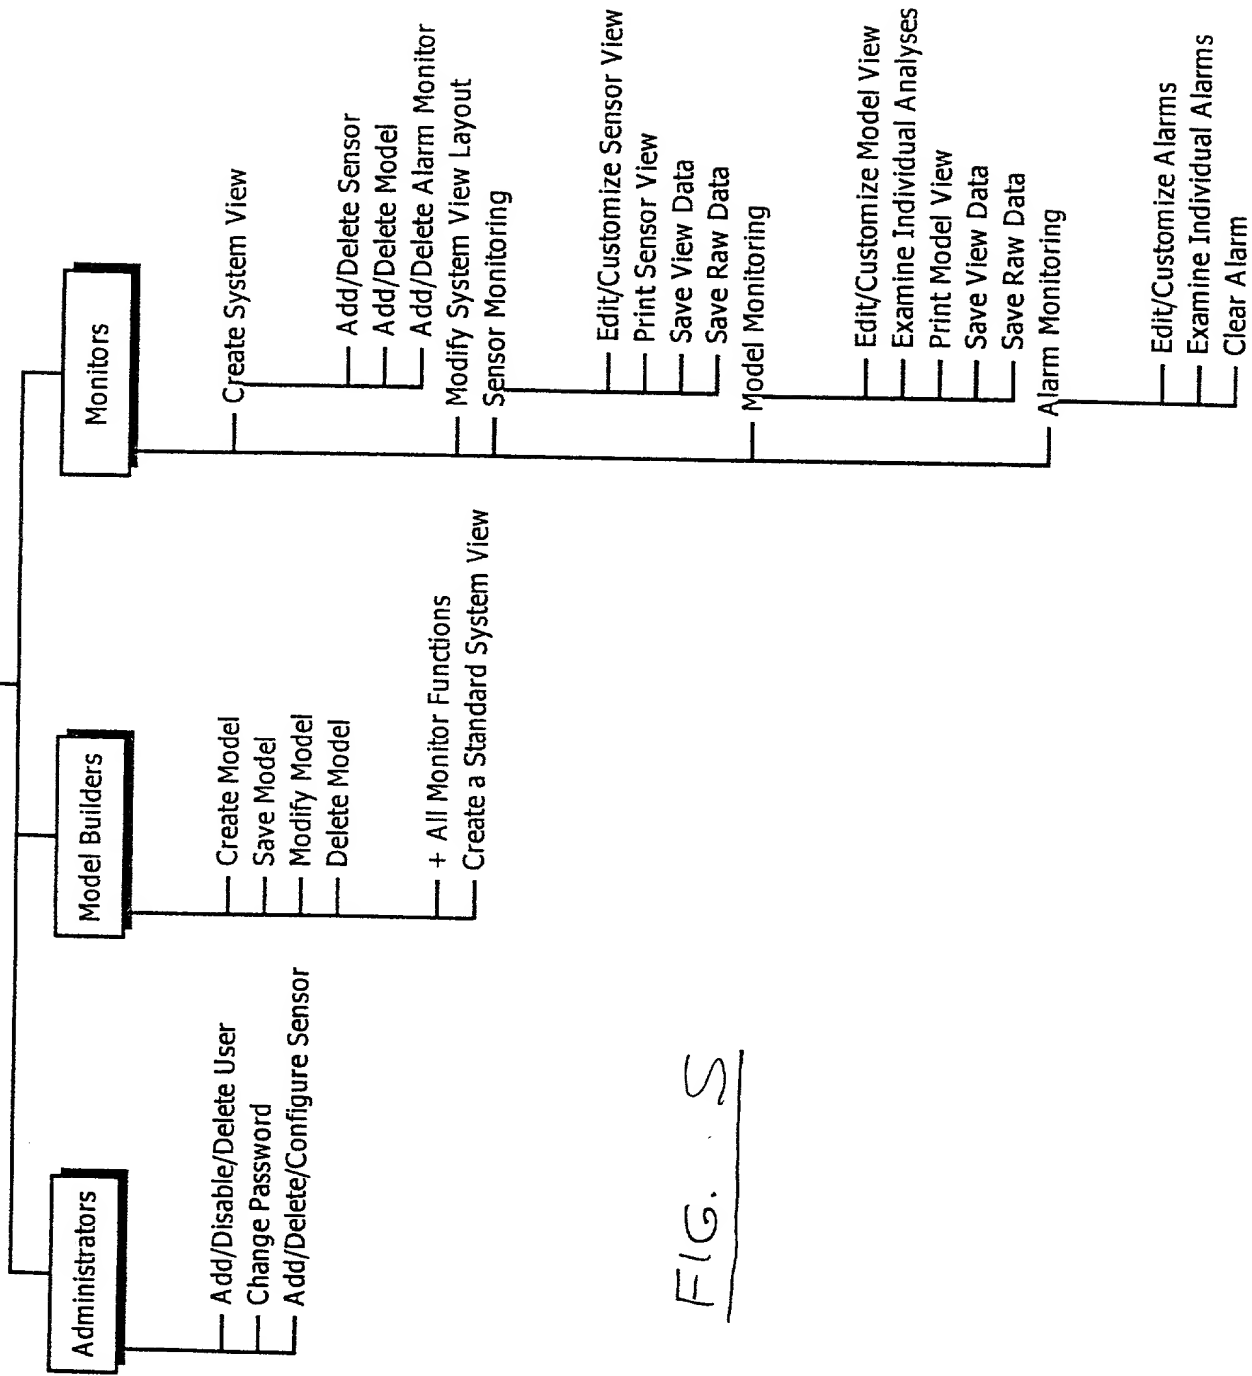 Administrators
Add/Disable/Delete User
Change Password
Add/Delete/Configure Sensor
Model Builders
Create Model
Save Model
Modify Model
Delete Model
+ All Monitor Functions
Create a Standard System View
Monitors
Create System View
Add/Delete Sensor
Add/Delete Model
Add/Delete Alarm Monitor
Modify System View Layout
Sensor Monitoring
Edit/Customize Sensor View
Print Sensor View
Save View Data
Save Raw Data
Model Monitoring
Edit/Customize Model View
Examine Individual Analyses
Print Model View
Save View Data
Save Raw Data
Alarm Monitoring
Edit/Customize Alarms
Examine Individual Alarms
Clear Alarm
FIG. 5